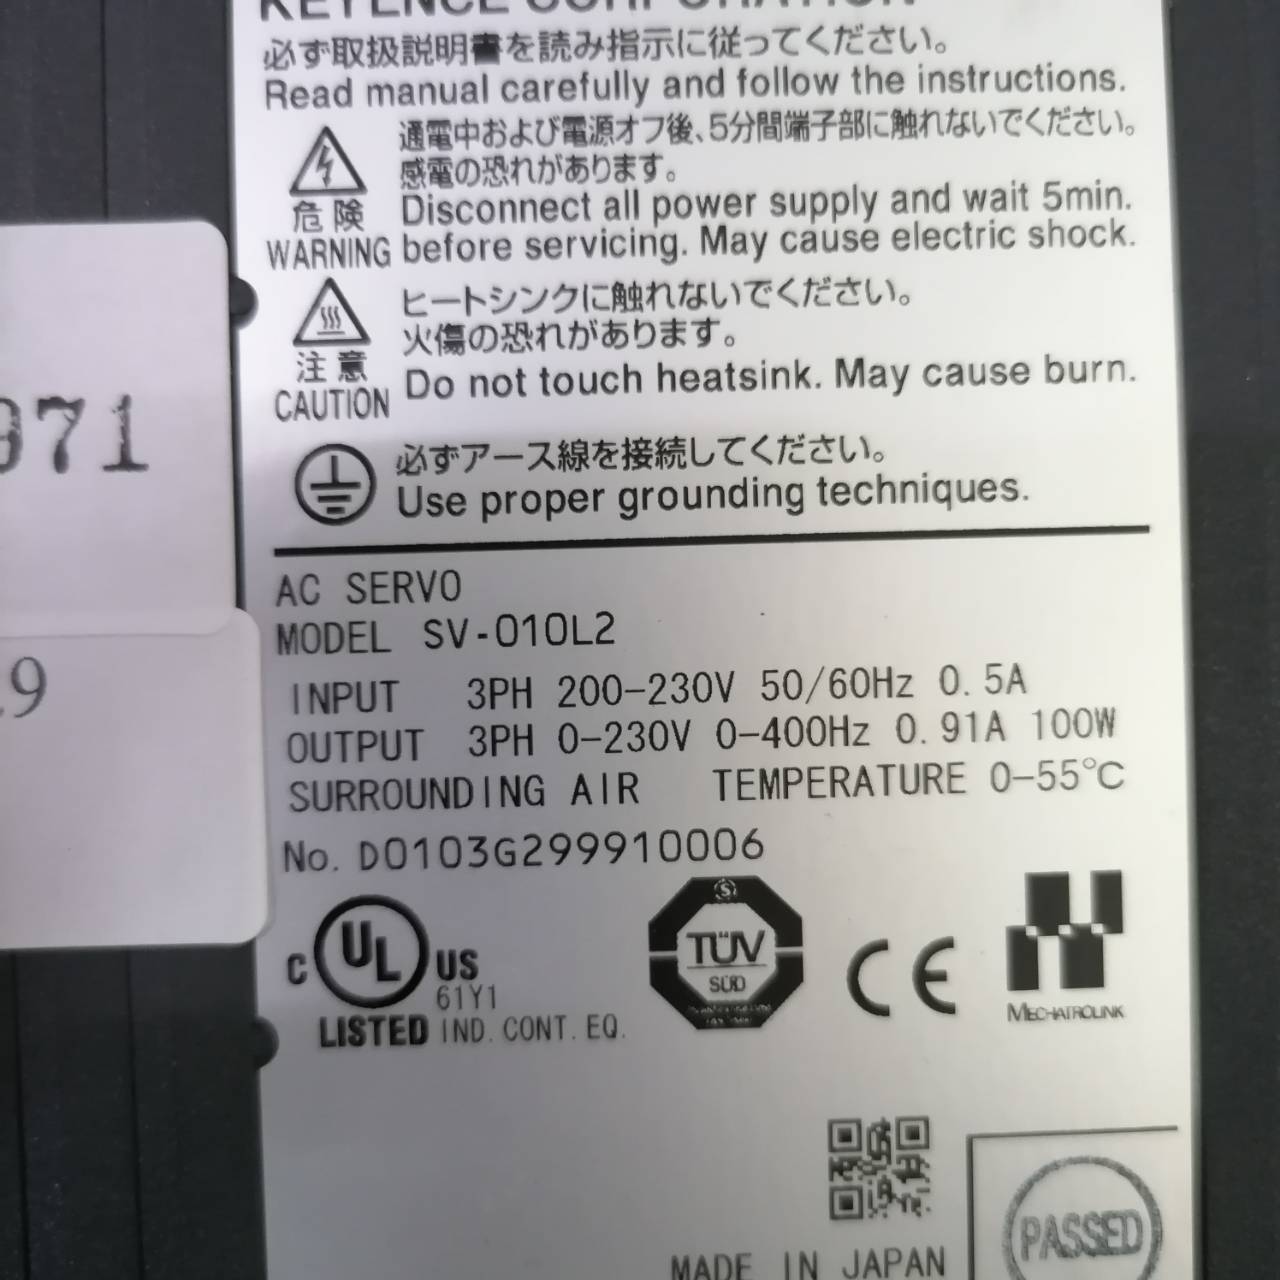 KEYENCE CORPORATION
必ず取扱説明書を読み指示に従ってください。
Read manual carefully and follow the instructions.
通電中および電源オフ後、5分間端子部に触れないでください。
感電の恐れがあります。
危険
WARNING
Disconnect all power supply and wait 5min.
before servicing. May cause electric shock.
ヒートシンクに触れないでください。
火傷の恐れがあります。
注意
CAUTION
Do not touch heatsink. May cause burn.
必ずアース線を接続してください。
Use proper grounding techniques.
971
.9
AC SERVO
MODEL SV-010L2
INPUT 3PH 200-230V 50/60Hz 0.5A
OUTPUT 3PH 0-230V 0-400Hz 0.91A 100W
SURROUNDING AIR TEMPERATURE 0-55℃
No. D0103G299910006
C UL US
61Y1
LISTED IND. CONT. EQ.
S
TÜV
SÜD
CE
MECHATROLINK
PASSED
MADE IN JAPAN